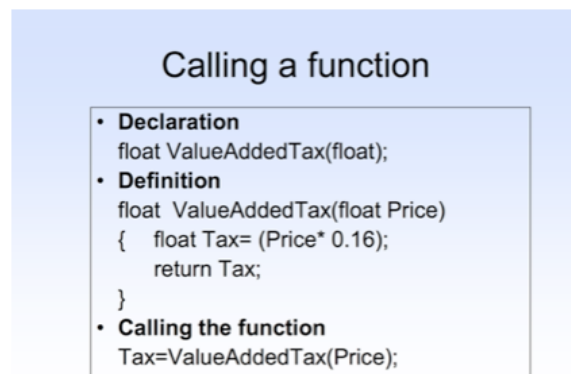 Calling a function
• Declaration
float ValueAddedTax(float);
• Definition
float ValueAddedTax(float Price)
{ float Tax= (Price* 0.16);
return Tax;
}
• Calling the function
Tax=ValueAddedTax(Price);